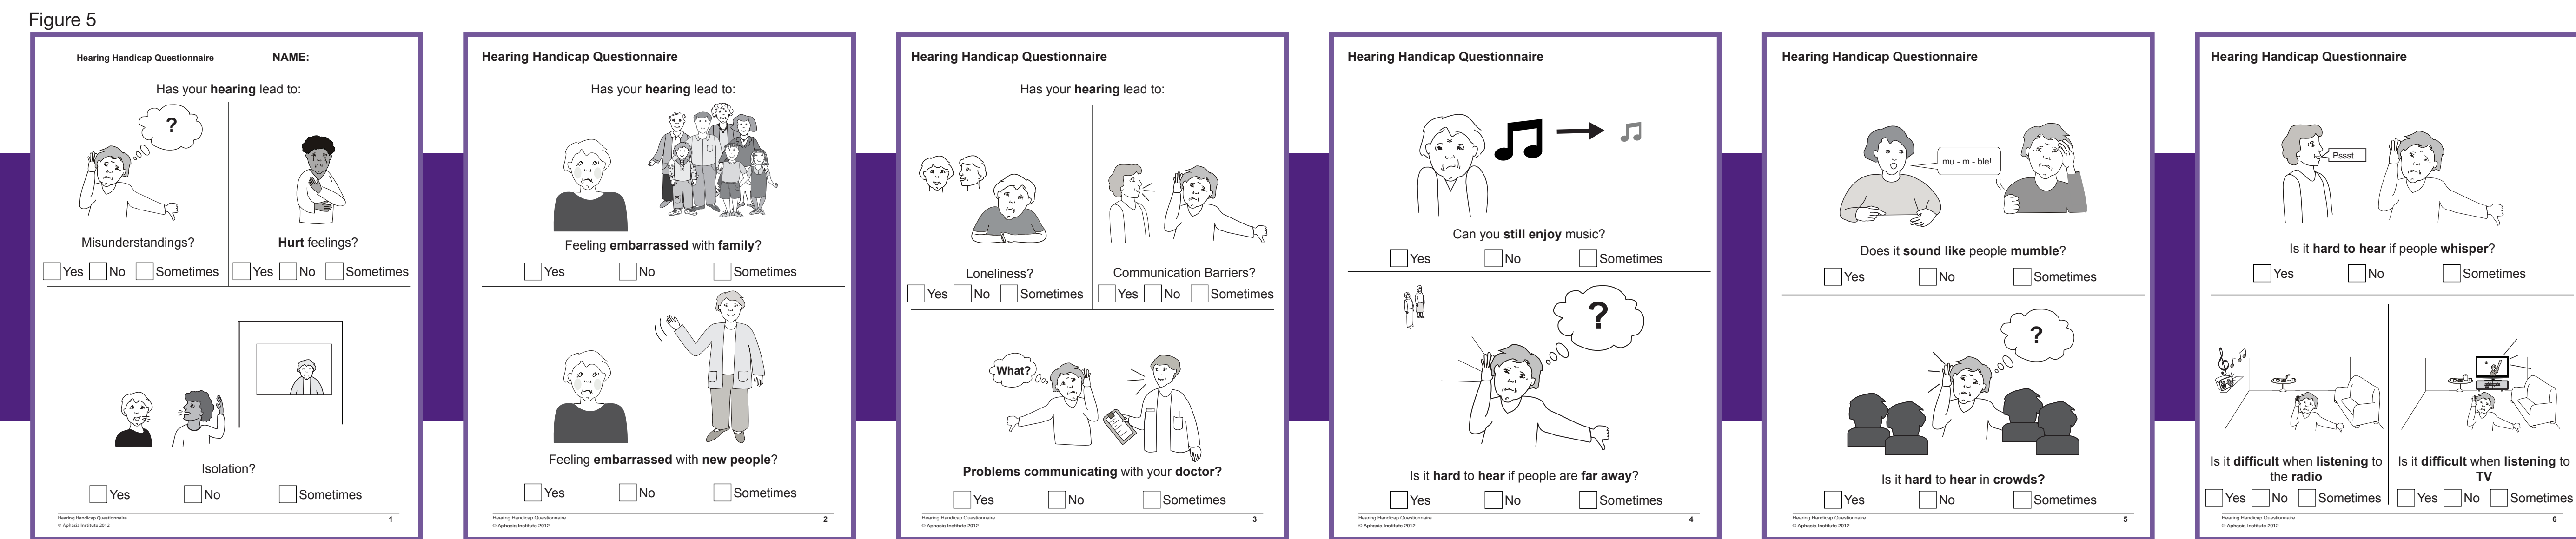 Figure 5
Hearing Handicap Questionnaire NAME:
Has your hearing lead to:
?
Misunderstandings?
Yes No Sometimes
Hurt feelings?
Yes No Sometimes
Isolation?
Yes No Sometimes
Hearing Handicap Questionnaire
© Aphasia Institute 2012
1
Hearing Handicap Questionnaire
Has your hearing lead to:
Feeling embarrassed with family?
Yes No Sometimes
Feeling embarrassed with new people?
Yes No Sometimes
Hearing Handicap Questionnaire
© Aphasia Institute 2012
2
Hearing Handicap Questionnaire
Has your hearing lead to:
Loneliness?
Yes No Sometimes
Communication Barriers?
Yes No Sometimes
What?
Problems communicating with your doctor?
Yes No Sometimes
Hearing Handicap Questionnaire
© Aphasia Institute 2012
3
Hearing Handicap Questionnaire
Can you still enjoy music?
Yes No Sometimes
?
Is it hard to hear if people are far away?
Yes No Sometimes
Hearing Handicap Questionnaire
© Aphasia Institute 2012
4
Hearing Handicap Questionnaire
mu - m - ble!
Does it sound like people mumble?
Yes No Sometimes
?
Is it hard to hear in crowds?
Yes No Sometimes
Hearing Handicap Questionnaire
© Aphasia Institute 2012
5
Hearing Handicap Questionnaire
Pssst...
Is it hard to hear if people whisper?
Yes No Sometimes
Is it difficult when listening to
the radio
Yes No Sometimes
Is it difficult when listening to
TV
Yes No Sometimes
Hearing Handicap Questionnaire
© Aphasia Institute 2012
6